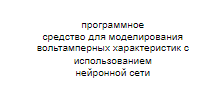 программное
средство для моделирования
вольтамперных характеристик с
использованием
нейронной сети